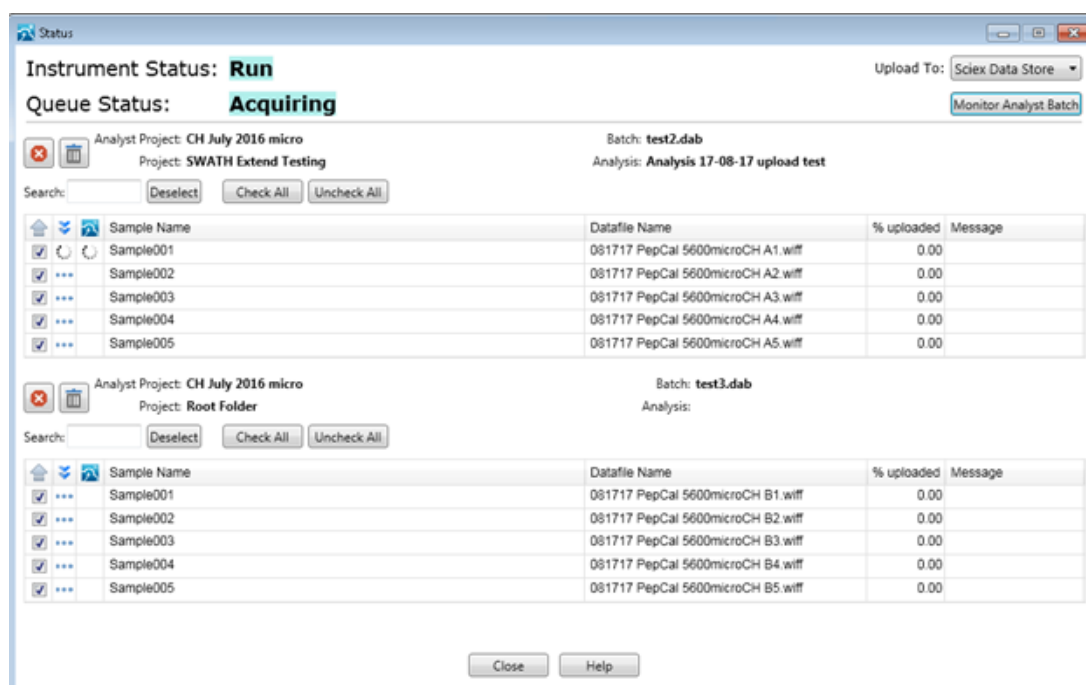 Status
Instrument Status: Run
Upload To: Sciex Data Store
Queue Status: Acquiring
Monitor Analyst Batch
Analyst Project: CH July 2016 micro Batch: test2.dab
Project: SWATH Extend Testing Analysis: Analysis 17-08-17 upload test
Search: Deselect Check All Uncheck All
Sample Name Datafile Name % uploaded Message
Sample001 081717 PepCal 5600microCH A1.wiff 0.00
Sample002 081717 PepCal 5600microCH A2.wiff 0.00
Sample003 081717 PepCal 5600microCH A3.wiff 0.00
Sample004 081717 PepCal 5600microCH A4.wiff 0.00
Sample005 081717 PepCal 5600microCH A5.wiff 0.00
Analyst Project: CH July 2016 micro Batch: test3.dab
Project: Root Folder Analysis:
Search: Deselect Check All Uncheck All
Sample Name Datafile Name % uploaded Message
Sample001 081717 PepCal 5600microCH B1.wiff 0.00
Sample002 081717 PepCal 5600microCH B2.wiff 0.00
Sample003 081717 PepCal 5600microCH B3.wiff 0.00
Sample004 081717 PepCal 5600microCH B4.wiff 0.00
Sample005 081717 PepCal 5600microCH B5.wiff 0.00
Close Help